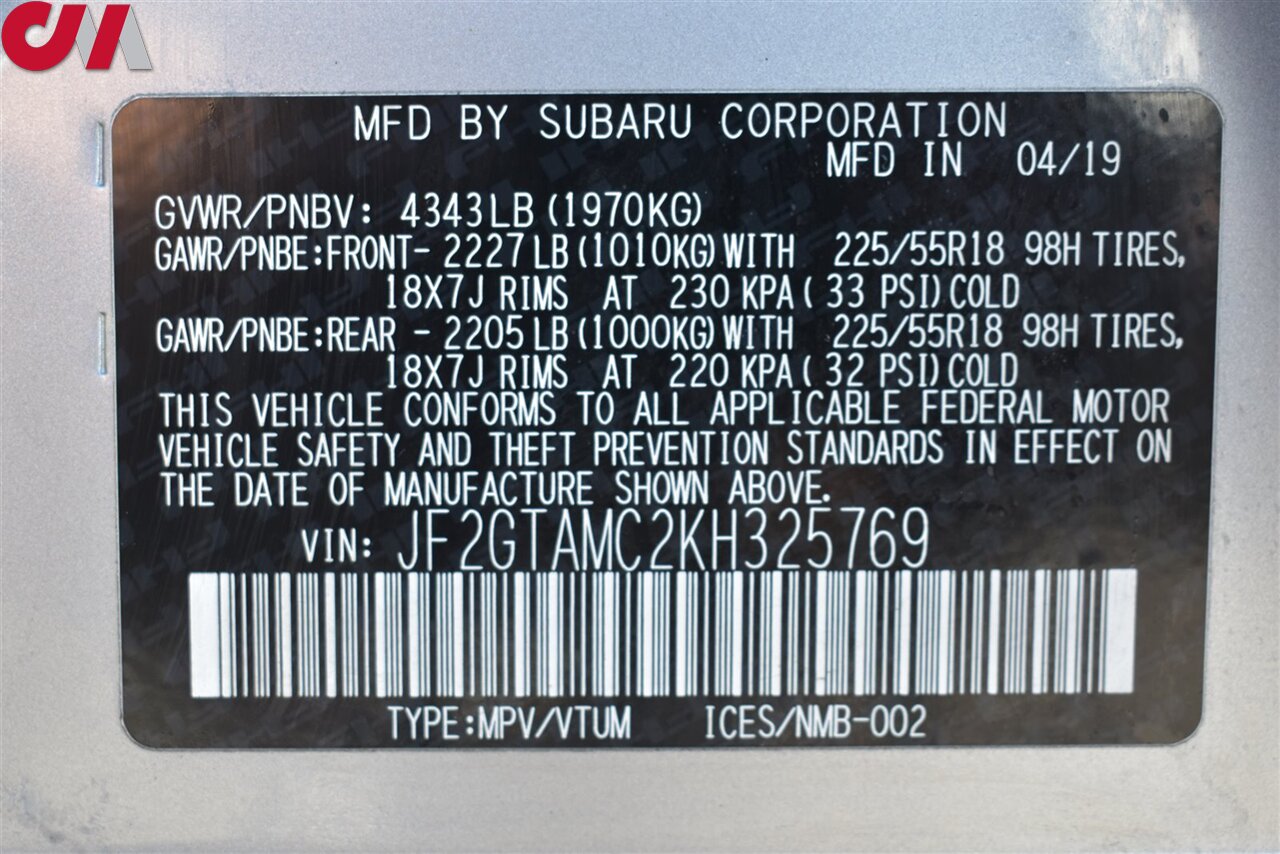 CM
MFD BY SUBARU CORPORATION
MFD IN 04/19
GVWR/PNBV: 4343LB (1970KG)
GAWR/PNBE:FRONT- 2227LB (1010KG) WITH 225/55R18 98H TIRES,
18X7J RIMS AT 230 KPA ( 33 PSI) COLD
GAWR/PNBE:REAR - 2205LB (1000KG) WITH 225/55R18 98H TIRES,
18X7J RIMS AT 220 KPA ( 32 PSI) COLD
THIS VEHICLE CONFORMS TO ALL APPLICABLE FEDERAL MOTOR
VEHICLE SAFETY AND THEFT PREVENTION STANDARDS IN EFFECT ON
THE DATE OF MANUFACTURE SHOWN ABOVE.
VIN: JF2GTAMC2KH325769
TYPE:MPV/VTUM ICES/NMB-002